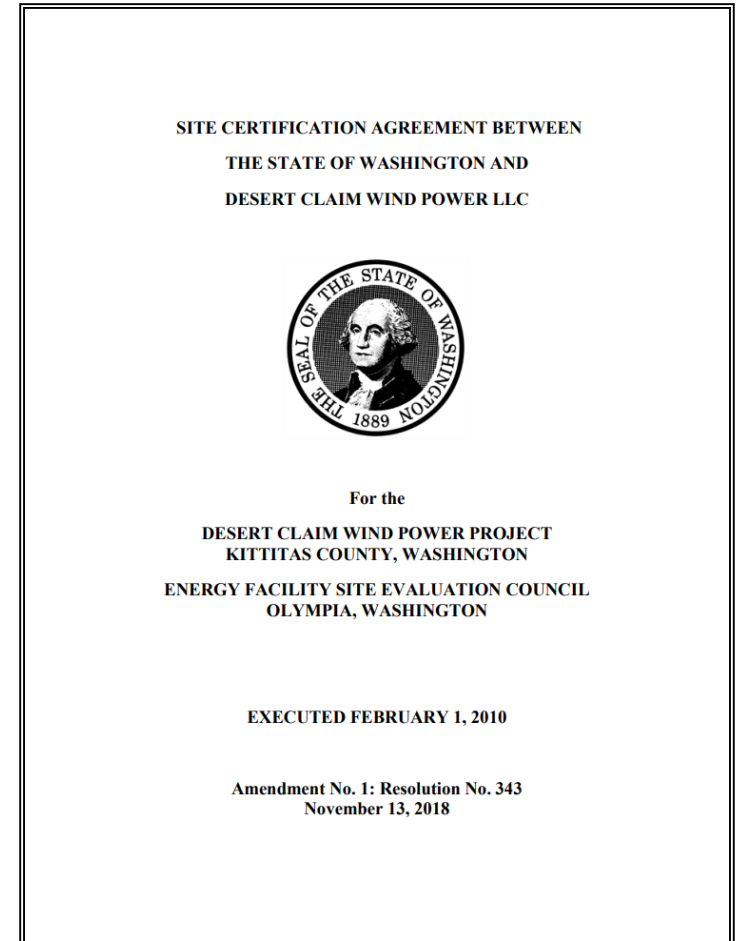 SITE CERTIFICATION AGREEMENT BETWEEN
THE STATE OF WASHINGTON AND
DESERT CLAIM WIND POWER LLC
THE SEAL OF THE STATE OF WASHINGTON
1889
For the
DESERT CLAIM WIND POWER PROJECT
KITTITAS COUNTY, WASHINGTON
ENERGY FACILITY SITE EVALUATION COUNCIL
OLYMPIA, WASHINGTON
EXECUTED FEBRUARY 1, 2010
Amendment No. 1: Resolution No. 343
November 13, 2018